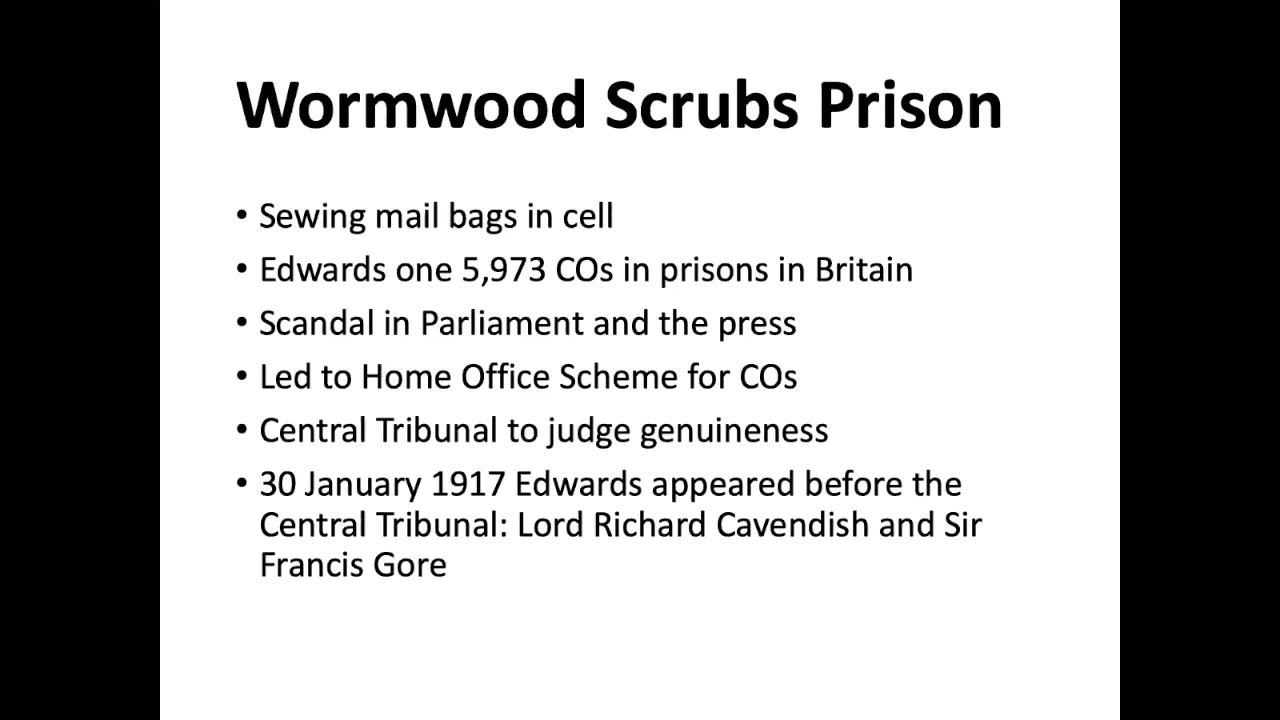 Wormwood Scrubs Prison
• Sewing mail bags in cell
• Edwards one 5,973 COs in prisons in Britain
• Scandal in Parliament and the press
• Led to Home Office Scheme for COs
• Central Tribunal to judge genuineness
• 30 January 1917 Edwards appeared before the
Central Tribunal: Lord Richard Cavendish and Sir
Francis Gore